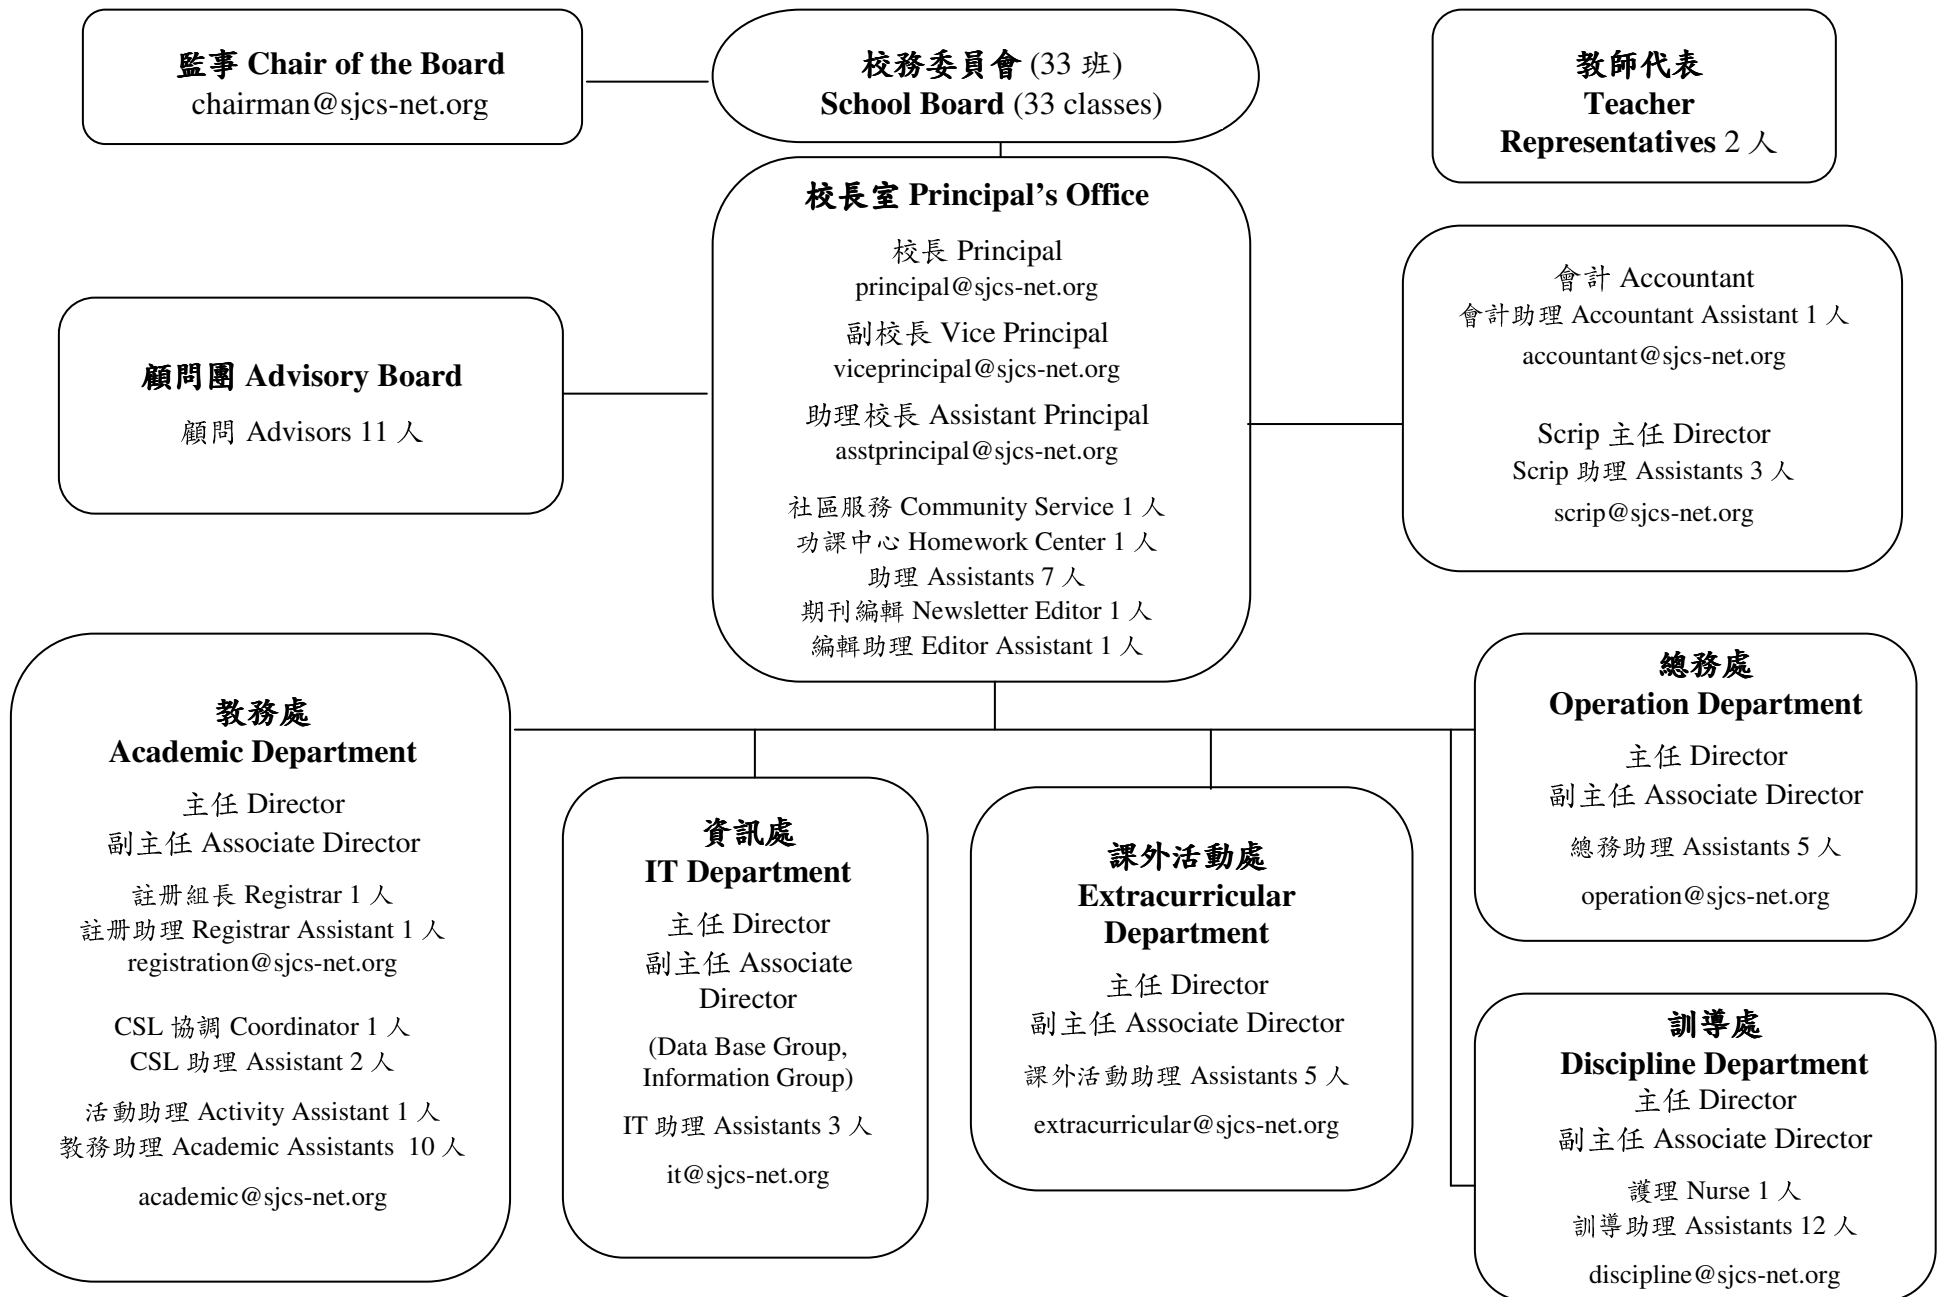 監事 Chair of the Board
chairman@sjcs-net.org
校務委員會 (33 班)
School Board (33 classes)
教師代表
Teacher
Representatives 2 人
校長室 Principal’s Office
校長 Principal
principal@sjcs-net.org
副校長 Vice Principal
viceprincipal@sjcs-net.org
助理校長 Assistant Principal
asstprincipal@sjcs-net.org
社區服務 Community Service 1 人
功課中心 Homework Center 1 人
助理 Assistants 7 人
期刊編輯 Newsletter Editor 1 人
編輯助理 Editor Assistant 1 人
顧問團 Advisory Board
顧問 Advisors 11 人
會計 Accountant
會計助理 Accountant Assistant 1 人
accountant@sjcs-net.org
Scrip 主任 Director
Scrip 助理 Assistants 3 人
scrip@sjcs-net.org
教務處
Academic Department
主任 Director
副主任 Associate Director
註册組長 Registrar 1 人
註册助理 Registrar Assistant 1 人
registration@sjcs-net.org
CSL 協調 Coordinator 1 人
CSL 助理 Assistant 2 人
活動助理 Activity Assistant 1 人
教務助理 Academic Assistants 10 人
academic@sjcs-net.org
資訊處
IT Department
主任 Director
副主任 Associate
Director
(Data Base Group,
Information Group)
IT 助理 Assistants 3 人
it@sjcs-net.org
課外活動處
Extracurricular
Department
主任 Director
副主任 Associate Director
課外活動助理 Assistants 5 人
extracurricular@sjcs-net.org
總務處
Operation Department
主任 Director
副主任 Associate Director
總務助理 Assistants 5 人
operation@sjcs-net.org
訓導處
Discipline Department
主任 Director
副主任 Associate Director
護理 Nurse 1 人
訓導助理 Assistants 12 人
discipline@sjcs-net.org